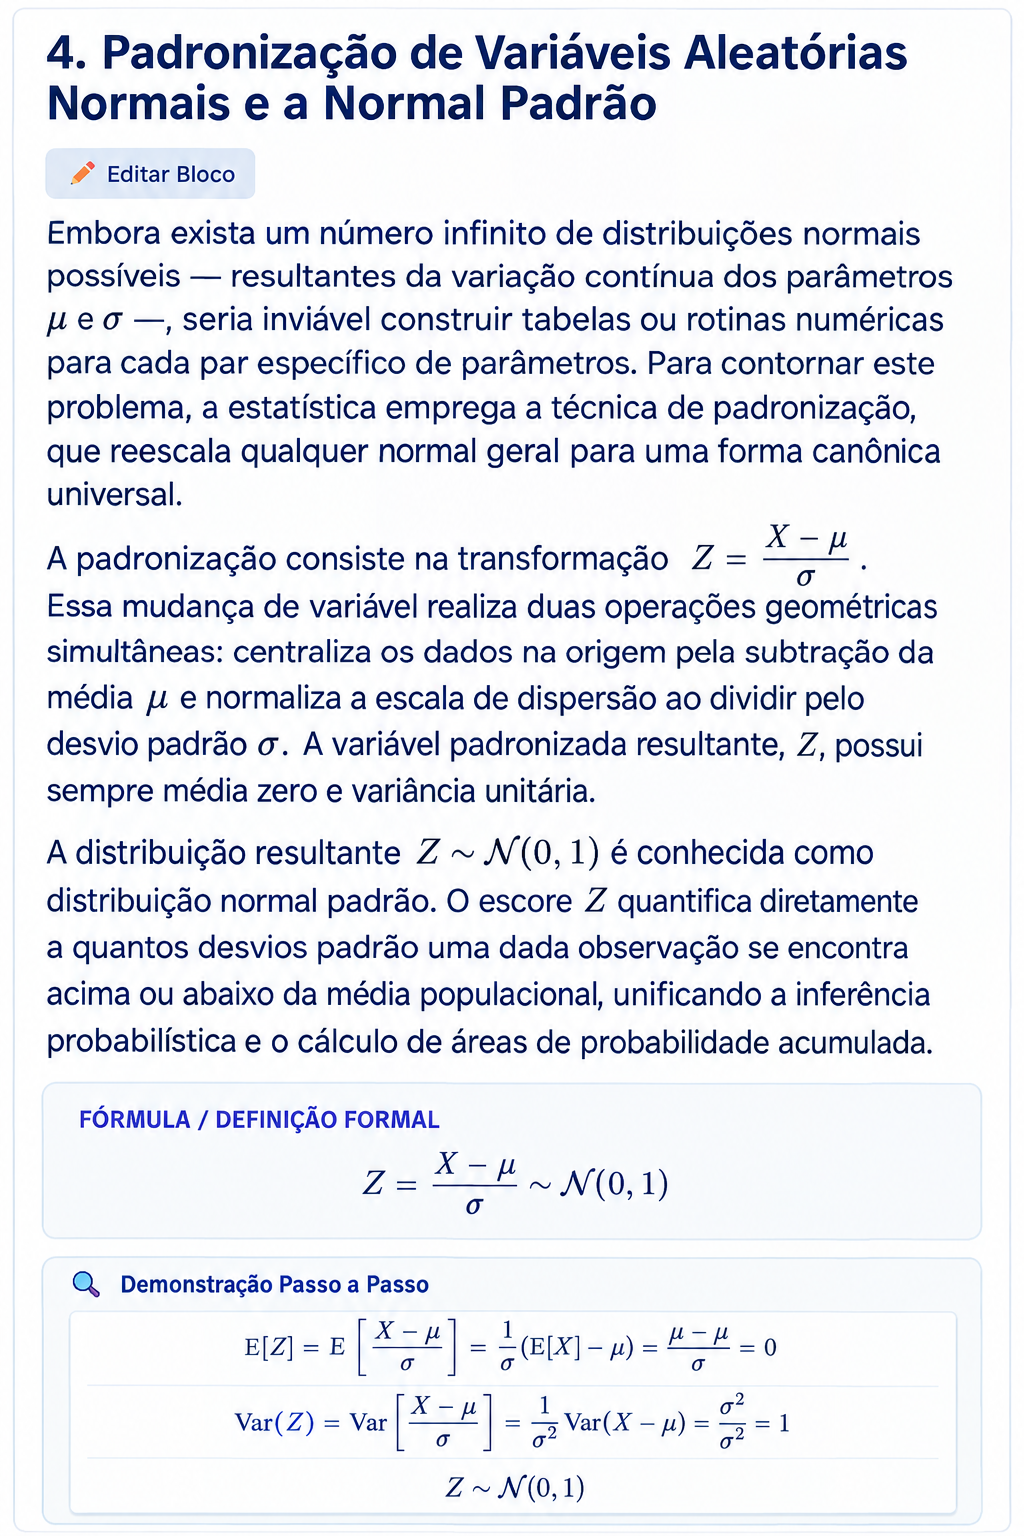 4. Padronização de Variáveis Aleatórias
Normais e a Normal Padrão
Editar Bloco
Embora exista um número infinito de distribuições normais
possíveis — resultantes da variação contínua dos parâmetros
μ e σ —, seria inviável construir tabelas ou rotinas numéricas
para cada par específico de parâmetros. Para contornar este
problema, a estatística emprega a técnica de padronização,
que reescala qualquer normal geral para uma forma canônica
universal.
A padronização consiste na transformação Z = \frac{X − μ}{σ}.
Essa mudança de variável realiza duas operações geométricas
simultâneas: centraliza os dados na origem pela subtração da
média μ e normaliza a escala de dispersão ao dividir pelo
desvio padrão σ. A variável padronizada resultante, Z, possui
sempre média zero e variância unitária.
A distribuição resultante Z ~ 𝒩(0, 1) é conhecida como
distribuição normal padrão. O escore Z quantifica diretamente
a quantos desvios padrão uma dada observação se encontra
acima ou abaixo da média populacional, unificando a inferência
probabilística e o cálculo de áreas de probabilidade acumulada.
FÓRMULA / DEFINIÇÃO FORMAL
Z = \frac{X − μ}{σ} ~ 𝒩(0, 1)
Demonstração Passo a Passo
E[Z] = E [\frac{X − μ}{σ}] = \frac{1}{σ}(E[X] − μ) = \frac{μ − μ}{σ} = 0
Var(Z) = Var [\frac{X − μ}{σ}] = \frac{1}{σ²} Var(X − μ) = \frac{σ²}{σ²} = 1
Z ~ 𝒩(0, 1)